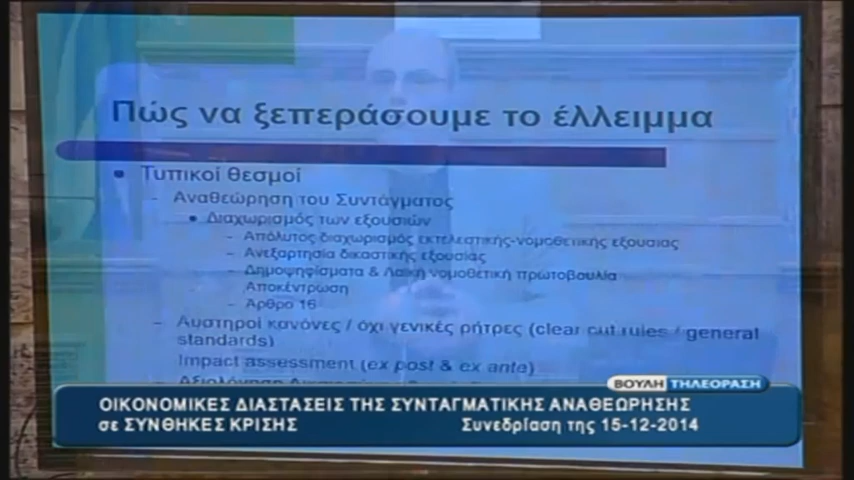 Πώς να ξεπεράσουμε το έλλειμμα
• Τυπικοί θεσμοί
– Αναθεώρηση του Συντάγματος
• Διαχωρισμός των εξουσιών
– Απόλυτος διαχωρισμός εκτελεστικής-νομοθετικής εξουσίας
– Ανεξαρτησία δικαστικής εξουσίας
– Δημοψηφίσματα & Λαϊκή νομοθετική πρωτοβουλία
Αποκέντρωση
– Άρθρο 16
– Αυστηροί κανόνες / όχι γενικές ρήτρες (clear cut rules / general
standards)
Impact assessment (ex post & ex ante)
ΒΟΥΛΗ ΤΗΛΕΟΡΑΣΗ
ΟΙΚΟΝΟΜΙΚΕΣ ΔΙΑΣΤΑΣΕΙΣ ΤΗΣ ΣΥΝΤΑΓΜΑΤΙΚΗΣ ΑΝΑΘΕΩΡΗΣΗΣ
σε ΣΥΝΘΗΚΕΣ ΚΡΙΣΗΣ Συνεδρίαση της 15-12-2014